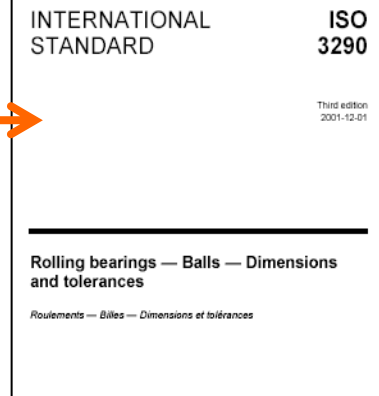 INTERNATIONAL ISO
STANDARD 3290
Third edition
2001-12-01
Rolling bearings — Balls — Dimensions
and tolerances
Roulements — Billes — Dimensions et tolérances